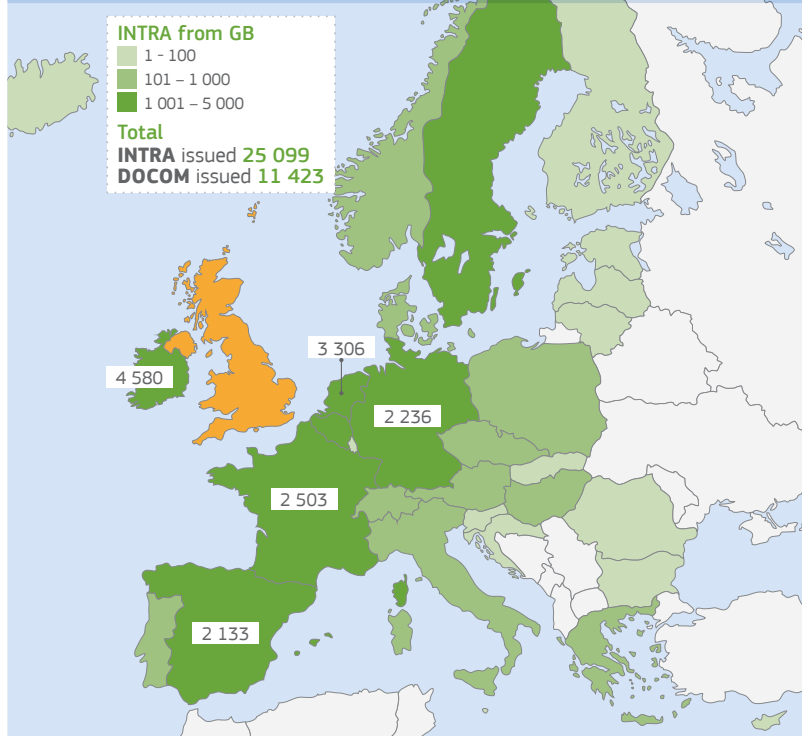 INTRA from GB
1 - 100
101 – 1 000
1 001 – 5 000
Total
INTRA issued 25 099
DOCOM issued 11 423
3 306
4 580
2 236
2 503
2 133